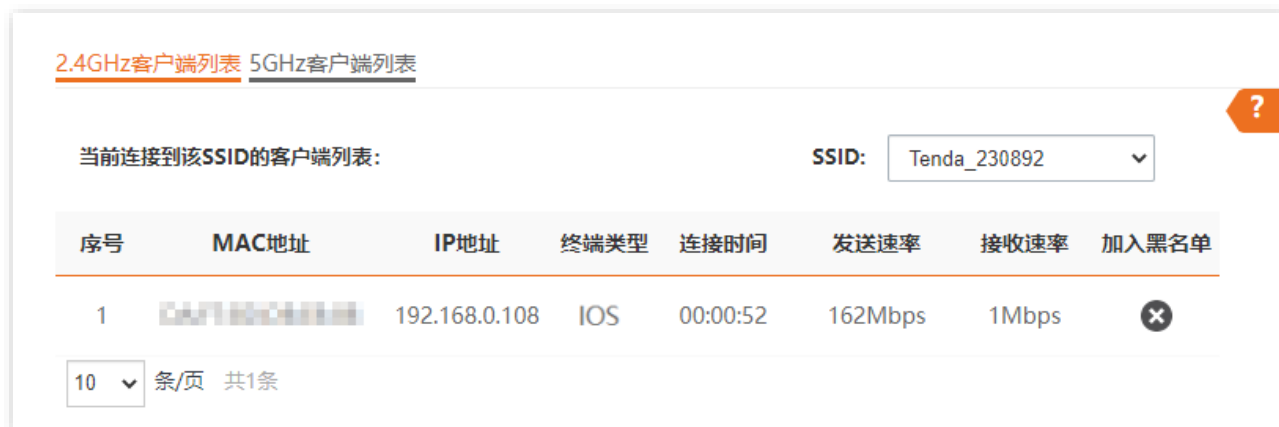 2.4GHz客户端列表 5GHz客户端列表
?
当前连接到该SSID的客户端列表: SSID: Tenda_230892
序号 MAC地址 IP地址 终端类型 连接时间 发送速率 接收速率 加入黑名单
1 192.168.0.108 IOS 00:00:52 162Mbps 1Mbps
10 条/页 共1条